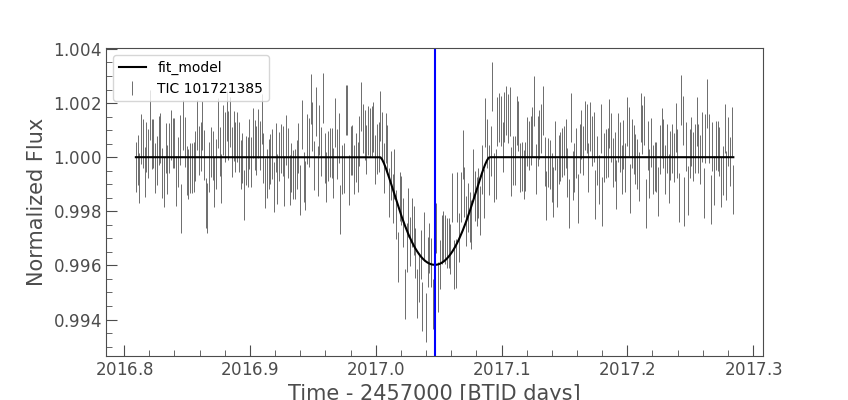 1.004
fit_model
TIC 101721385
1.002
1.000
0.998
0.996
0.994
Normalized Flux
2016.8 2016.9 2017.0 2017.1 2017.2 2017.3
Time - 2457000 [BTJD days]